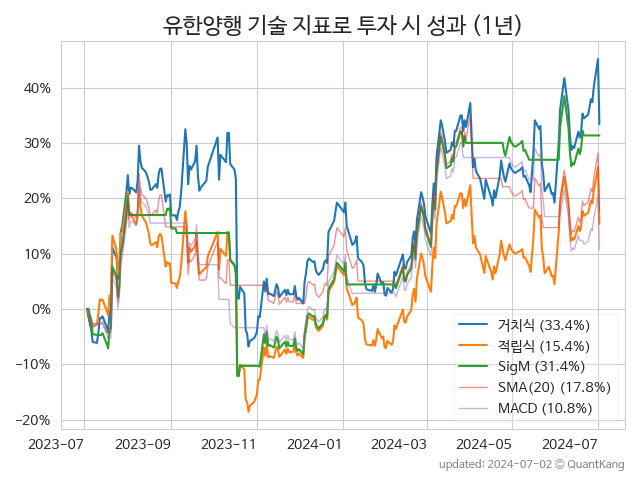 유한양행 기술 지표로 투자 시 성과 (1년)
40%
30%
20%
10%
0%
−10%
−20%
거치식 (33.4%)
적립식 (15.4%)
SigM (31.4%)
SMA(20) (17.8%)
MACD (10.8%)
2023-07
2023-09
2023-11
2024-01
2024-03
2024-05
2024-07
updated: 2024-07-02 © QuantKang